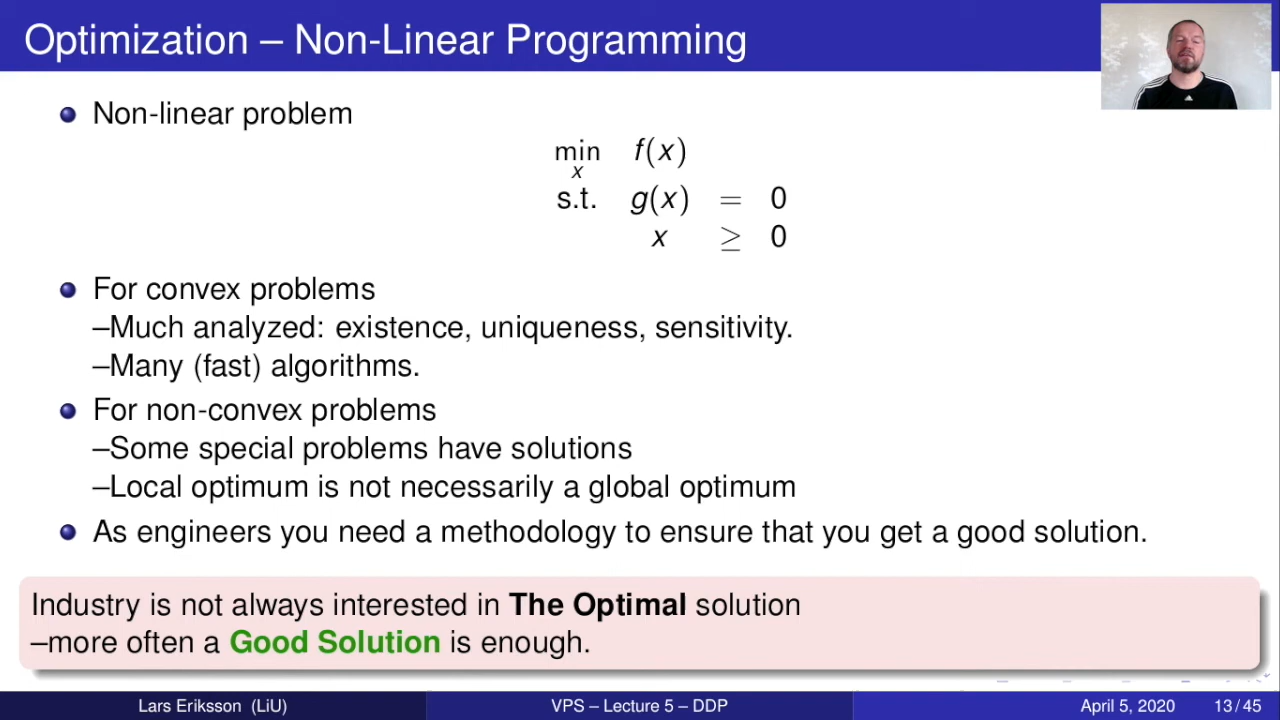 Optimization – Non-Linear Programming
Non-linear problem
min f(x)
x
s.t. g(x) = 0
x ≥ 0
For convex problems
–Much analyzed: existence, uniqueness, sensitivity.
–Many (fast) algorithms.
For non-convex problems
–Some special problems have solutions
–Local optimum is not necessarily a global optimum
As engineers you need a methodology to ensure that you get a good solution.
Industry is not always interested in The Optimal solution
–more often a Good Solution is enough.
Lars Eriksson (LiU) VPS – Lecture 5 – DDP April 5, 2020 13 / 45